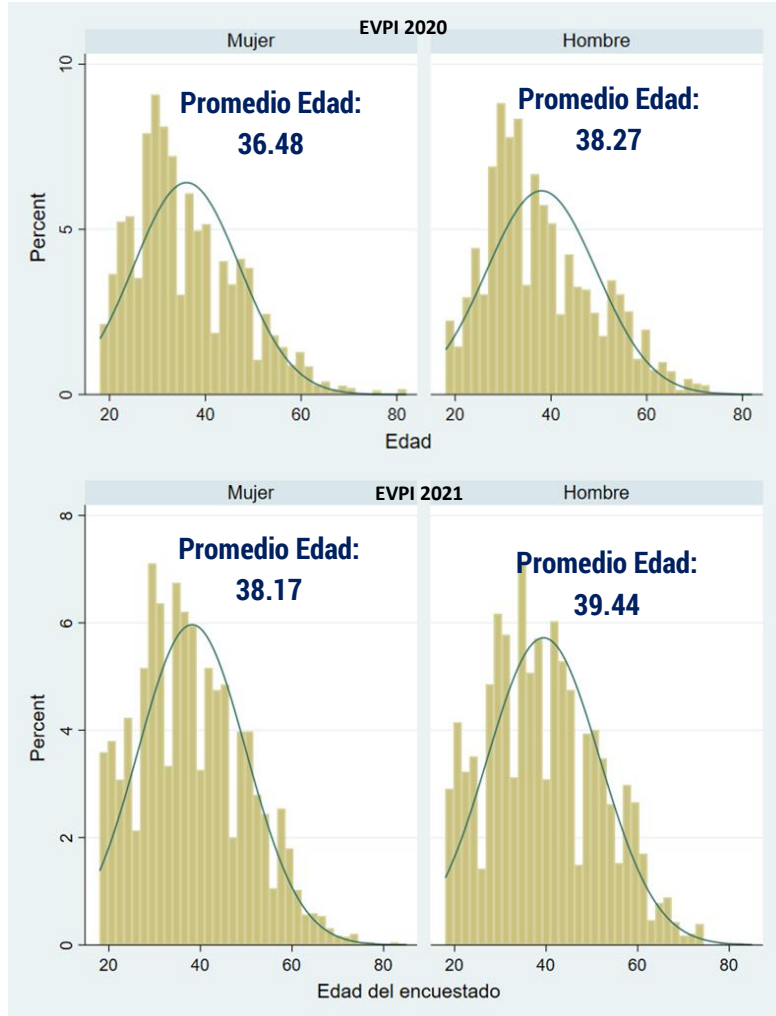 EVPI 2020
Mujer
Hombre
Promedio Edad:
36.48
Promedio Edad:
38.27
Percent
10
5
0
20 40 60 80
20 40 60 80
Edad
EVPI 2021
Mujer
Hombre
Promedio Edad:
38.17
Promedio Edad:
39.44
Percent
8
6
4
2
0
20 40 60 80
20 40 60 80
Edad del encuestado